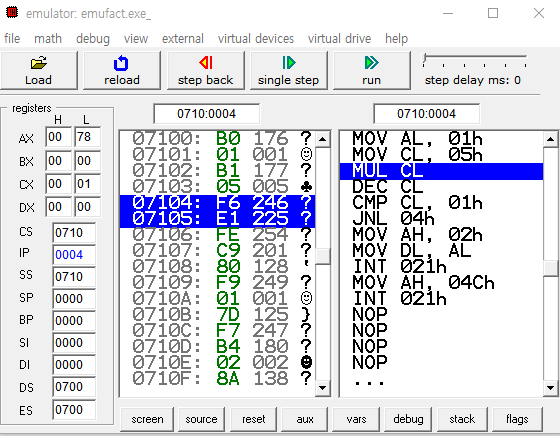 emulator: emufact.exe_
file math debug view external virtual devices virtual drive help
Load reload step back single step run step delay ms: 0
registers
H L
AX 00 78
BX 00 00
CX 00 01
DX 00 00
CS 0710
IP 0004
SS 0710
SP 0000
BP 0000
SI 0000
DI 0000
DS 0700
ES 0700
0710:0004
07100: B0 176 ?
07101: 01 001 ☺
07102: B1 177 ?
07103: 05 005 ♣
07104: F6 246 ?
07105: E1 225 ?
07106: FE 254 ?
07107: C9 201 ?
07108: 80 128 ?
07109: F9 249 ?
0710A: 01 001 ☺
0710B: 7D 125 }
0710C: F7 247 ?
0710D: B4 180 ?
0710E: 02 002 ☻
0710F: 8A 138 ?
0710:0004
MOV AL, 01h
MOV CL, 05h
MUL CL
DEC CL
CMP CL, 01h
JNL 04h
MOV AH, 02h
MOV DL, AL
INT 021h
MOV AH, 04Ch
INT 021h
NOP
NOP
NOP
NOP
...
screen source reset aux vars debug stack flags